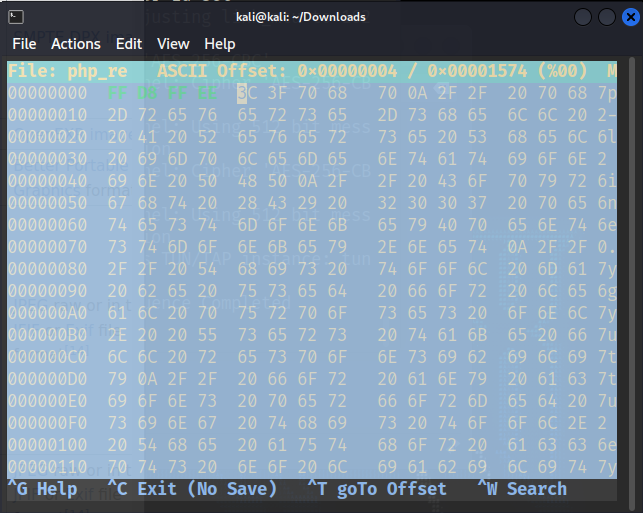 kali@kali: ~/Downloads
File Actions Edit View Help
File: php_re ASCII Offset: 0×00000004 / 0×00001574 (%00) M
00000000 FF D8 FF EE 3C 3F 70 68 70 0A 2F 2F 20 70 68 7p
00000010 2D 72 65 76 65 72 73 65 2D 73 68 65 6C 6C 20 2-
00000020 20 41 20 52 65 76 65 72 73 65 20 53 68 65 6C 6l
00000030 20 69 6D 70 6C 65 6D 65 6E 74 61 74 69 6F 6E 2
00000040 69 6E 20 50 48 50 0A 2F 2F 20 43 6F 70 79 72 6i
00000050 67 68 74 20 28 43 29 20 32 30 30 37 20 70 65 6n
00000060 74 65 73 74 6D 6F 6E 6B 65 79 40 70 65 6E 74 6e
00000070 73 74 6D 6F 6E 6B 65 79 2E 6E 65 74 0A 2F 2F 0.
00000080 2F 2F 20 54 68 69 73 20 74 6F 6F 6C 20 6D 61 7y
00000090 20 62 65 20 75 73 65 64 20 66 6F 72 20 6C 65 6g
000000A0 61 6C 20 70 75 72 70 6F 73 65 73 20 6F 6E 6C 7y
000000B0 2E 20 20 55 73 65 72 73 20 74 61 6B 65 20 66 7u
000000C0 6C 6C 20 72 65 73 70 6F 6E 73 69 62 69 6C 69 7t
000000D0 79 0A 2F 2F 20 66 6F 72 20 61 6E 79 20 61 63 7t
000000E0 69 6F 6E 73 20 70 65 72 66 6F 72 6D 65 64 20 7u
000000F0 73 69 6E 67 20 74 68 69 73 20 74 6F 6F 6C 2E 2
00000100 20 54 68 65 20 61 75 74 68 6F 72 20 61 63 63 6e
00000110 70 74 73 20 6E 6F 20 6C 69 61 62 69 6C 69 74 7y
^G Help ^C Exit (No Save) ^T goTo Offset ^W Search